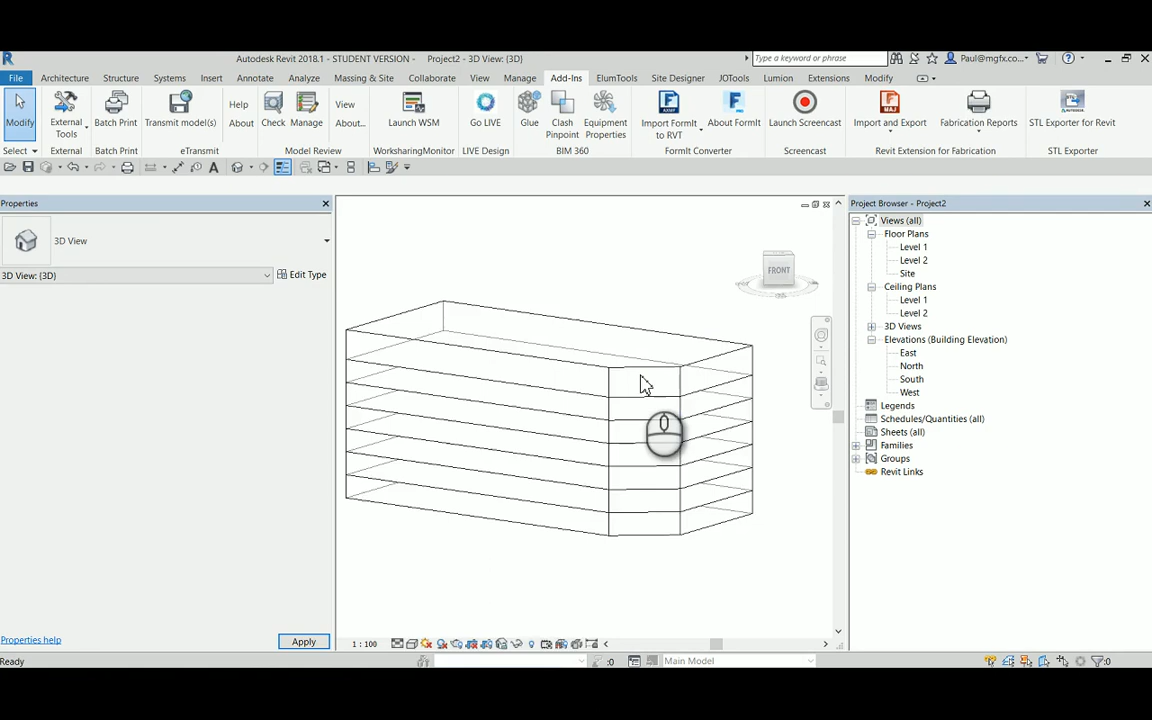 Autodesk Revit 2018.1 - STUDENT VERSION - Project2 - 3D View: {3D}
Type a keyword or phrase
Paul@mgfx.co...
File Architecture Structure Systems Insert Annotate Analyze Massing & Site Collaborate View Manage Add-Ins ElumTools Site Designer JOTools Lumion Extensions Modify
Modify
External Tools
Batch Print
Transmit model(s)
Help
About
Check
Manage
View
About...
Launch WSM
Go LIVE
Glue
Clash Pinpoint
Equipment Properties
Import FormIt to RVT
About FormIt
Launch Screencast
Import and Export
Fabrication Reports
STL Exporter for Revit
Select External Batch Print eTransmit Model Review WorksharingMonitor LIVE Design BIM 360 FormIt Converter Screencast Revit Extension for Fabrication STL Exporter
Properties
3D View
3D View: {3D}
Edit Type
Properties help
Apply
FRONT
Project Browser - Project2
Views (all)
Floor Plans
Level 1
Level 2
Site
Ceiling Plans
Level 1
Level 2
3D Views
Elevations (Building Elevation)
East
North
South
West
Legends
Schedules/Quantities (all)
Sheets (all)
Families
Groups
Revit Links
1 : 100
Ready
:0
Main Model
:0